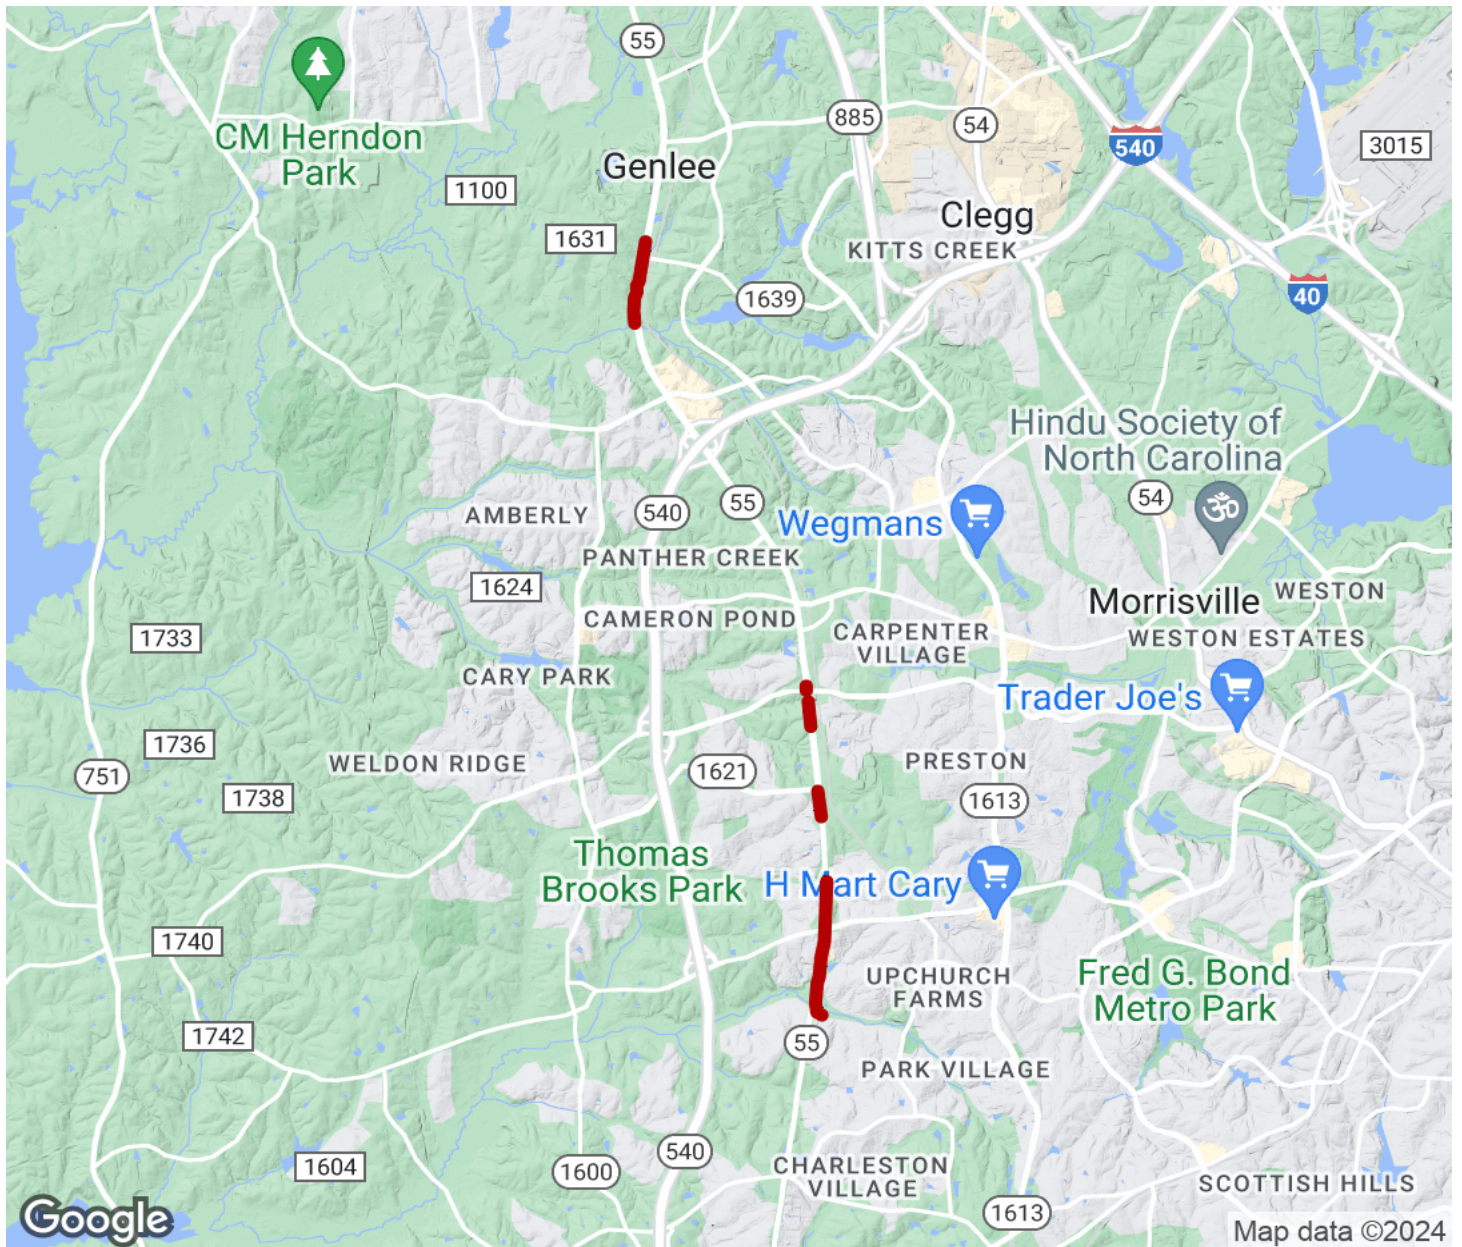 55
885
54
540
3015
CM Herndon
Park
Genlee
1100
Clegg
1631
KITTS CREEK
1639
40
Hindu Society of
North Carolina
54
540
55
AMBERLY
Wegmans
PANTHER CREEK
1624
WESTON
Morrisville
CAMERON POND
CARPENTER
VILLAGE
1733
WESTON ESTATES
CARY PARK
Trader Joe's
1736
WELDON RIDGE
PRESTON
751
1621
1738
1613
Thomas
Brooks Park
H Mart Cary
1740
UPCHURCH
FARMS
Fred G. Bond
Metro Park
1742
55
PARK VILLAGE
540
1604
1600
CHARLESTON
VILLAGE
SCOTTISH HILLS
1613
Google
Map data ©2024